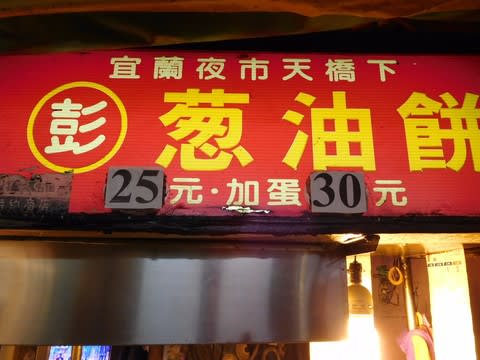 宜蘭夜市天橋下
彭 葱油餅
25元·加蛋30元